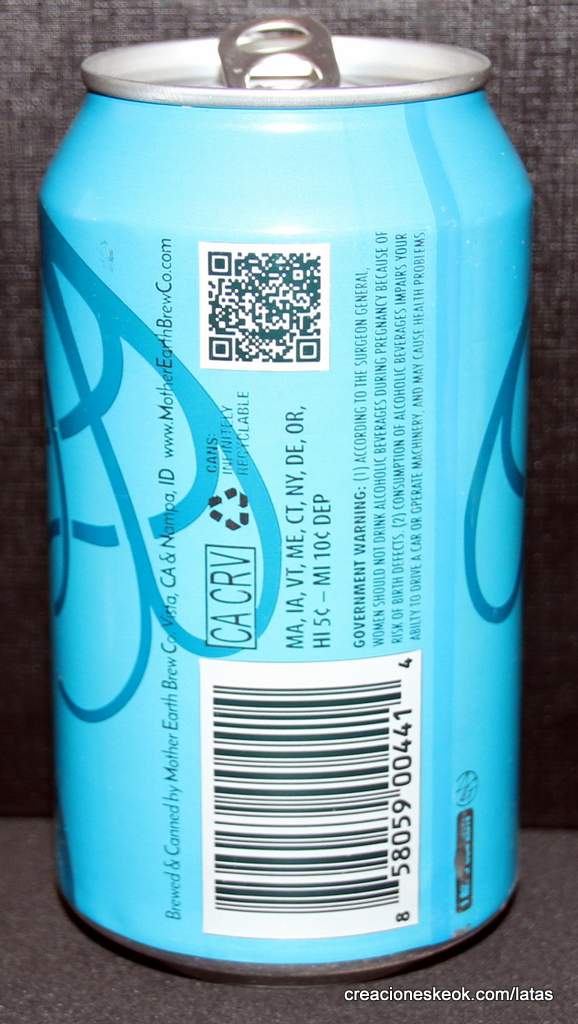 Brewed & Canned by Mother Earth Brew Co. Vista, CA & Nampa, ID www.MotherEarthBrewCo.com
CA CRV
CANS:
INFINITELY
RECYCLABLE
MA, IA, VT, ME, CT, NY, DE, OR,
HI 5¢ – MI 10¢ DEP
GOVERNMENT WARNING: (1) ACCORDING TO THE SURGEON GENERAL,
WOMEN SHOULD NOT DRINK ALCOHOLIC BEVERAGES DURING PREGNANCY BECAUSE OF
RISK OF BIRTH DEFECTS. (2) CONSUMPTION OF ALCOHOLIC BEVERAGES IMPAIRS YOUR
ABILITY TO DRIVE A CAR OR OPERATE MACHINERY, AND MAY CAUSE HEALTH PROBLEMS
8 58059 00441 4
creacioneskeok.com/latas